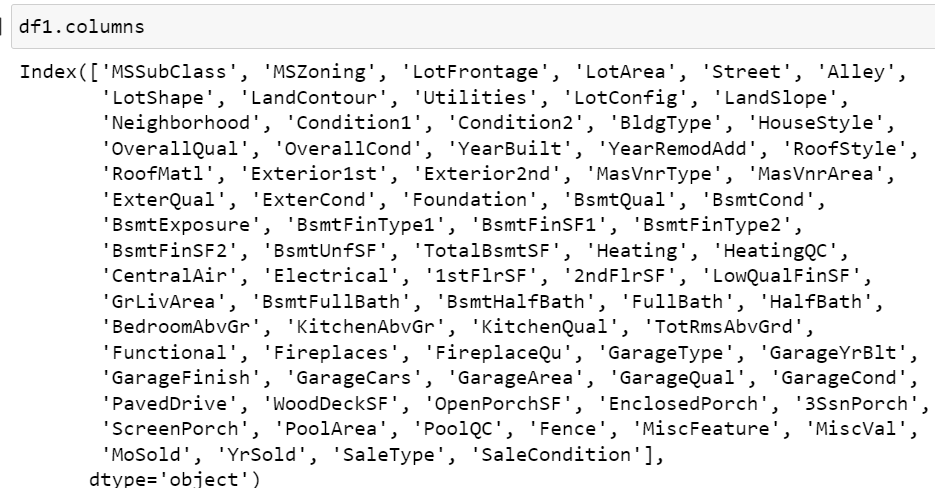 df1.columns
Index(['MSSubClass', 'MSZoning', 'LotFrontage', 'LotArea', 'Street', 'Alley',
'LotShape', 'LandContour', 'Utilities', 'LotConfig', 'LandSlope',
'Neighborhood', 'Condition1', 'Condition2', 'BldgType', 'HouseStyle',
'OverallQual', 'OverallCond', 'YearBuilt', 'YearRemodAdd', 'RoofStyle',
'RoofMatl', 'Exterior1st', 'Exterior2nd', 'MasVnrType', 'MasVnrArea',
'ExterQual', 'ExterCond', 'Foundation', 'BsmtQual', 'BsmtCond',
'BsmtExposure', 'BsmtFinType1', 'BsmtFinSF1', 'BsmtFinType2',
'BsmtFinSF2', 'BsmtUnfSF', 'TotalBsmtSF', 'Heating', 'HeatingQC',
'CentralAir', 'Electrical', '1stFlrSF', '2ndFlrSF', 'LowQualFinSF',
'GrLivArea', 'BsmtFullBath', 'BsmtHalfBath', 'FullBath', 'HalfBath',
'BedroomAbvGr', 'KitchenAbvGr', 'KitchenQual', 'TotRmsAbvGrd',
'Functional', 'Fireplaces', 'FireplaceQu', 'GarageType', 'GarageYrBlt',
'GarageFinish', 'GarageCars', 'GarageArea', 'GarageQual', 'GarageCond',
'PavedDrive', 'WoodDeckSF', 'OpenPorchSF', 'EnclosedPorch', '3SsnPorch',
'ScreenPorch', 'PoolArea', 'PoolQC', 'Fence', 'MiscFeature', 'MiscVal',
'MoSold', 'YrSold', 'SaleType', 'SaleCondition'],
dtype='object')